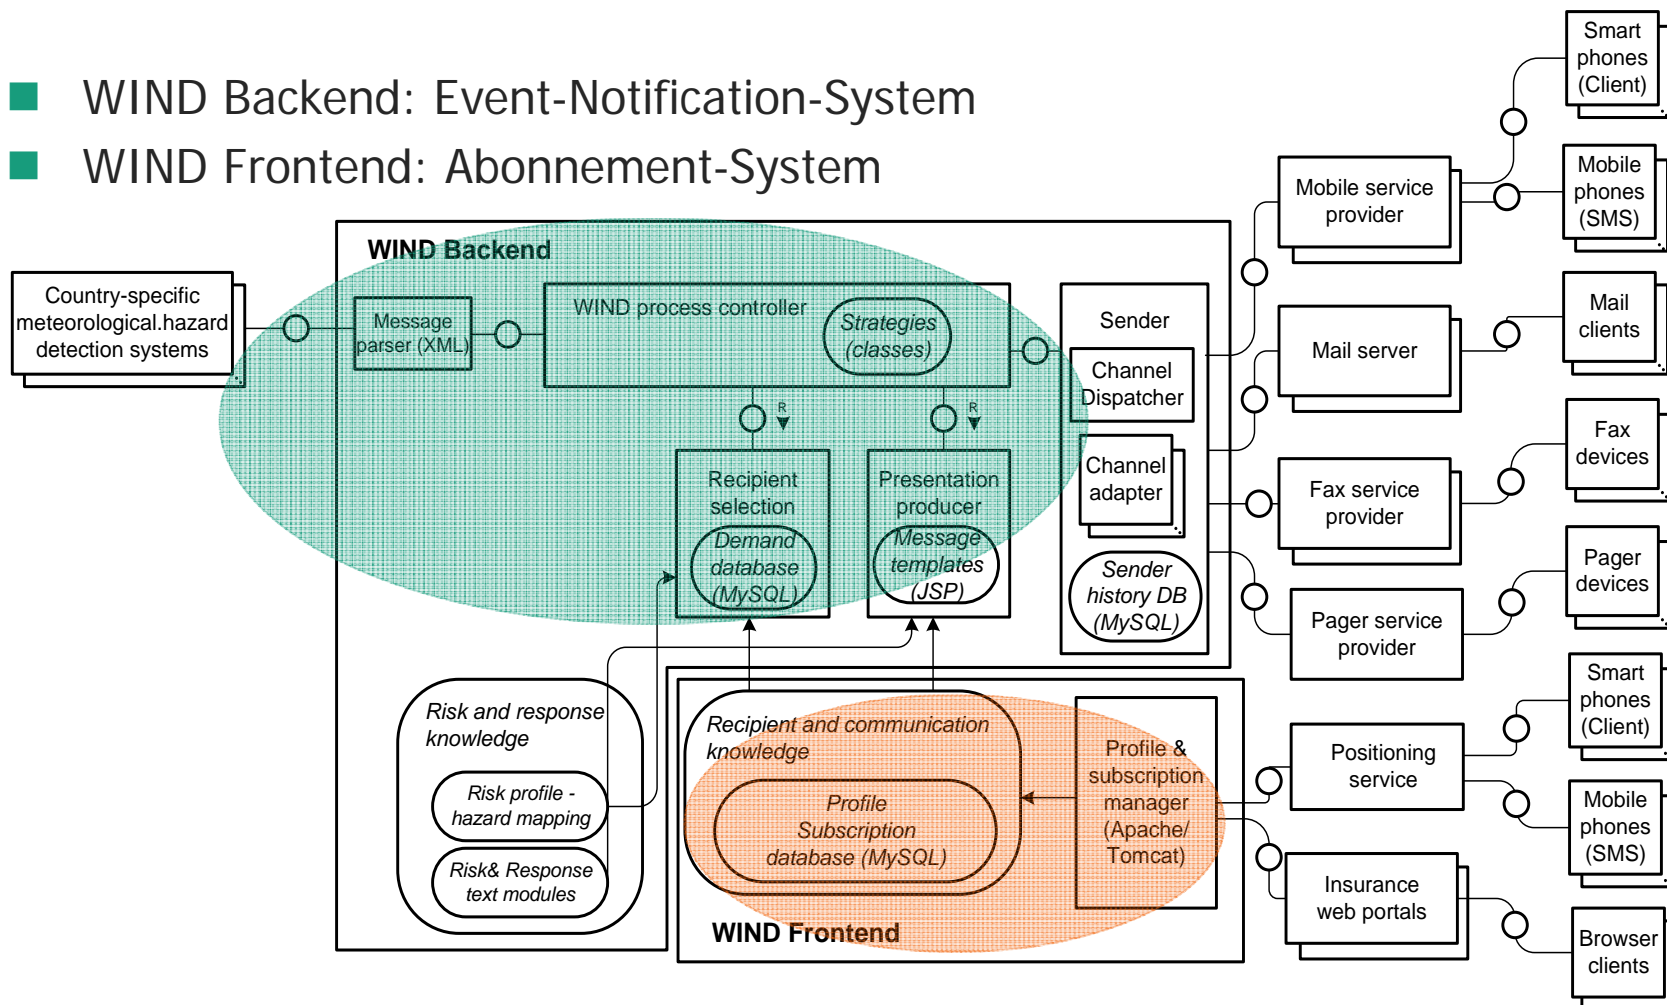 WIND Backend: Event-Notification-System
WIND Frontend: Abonnement-System
WIND Backend
Country-specific
meteorological.hazard
detection systems
Message
parser (XML)
WIND process controller
Strategies
(classes)
R
R
Recipient
selection
Demand
database
(MySQL)
Presentation
producer
Message
templates
(JSP)
Sender
Channel
Dispatcher
Channel
adapter
Sender
history DB
(MySQL)
Mobile service
provider
Mail server
Fax service
provider
Pager service
provider
Smart
phones
(Client)
Mobile
phones
(SMS)
Mail
clients
Fax
devices
Pager
devices
Risk and response
knowledge
Risk profile -
hazard mapping
Risk& Response
text modules
Recipient and communication
knowledge
Profile
Subscription
database (MySQL)
Profile &
subscription
manager
(Apache/
Tomcat)
WIND Frontend
Positioning
service
Insurance
web portals
Smart
phones
(Client)
Mobile
phones
(SMS)
Browser
clients